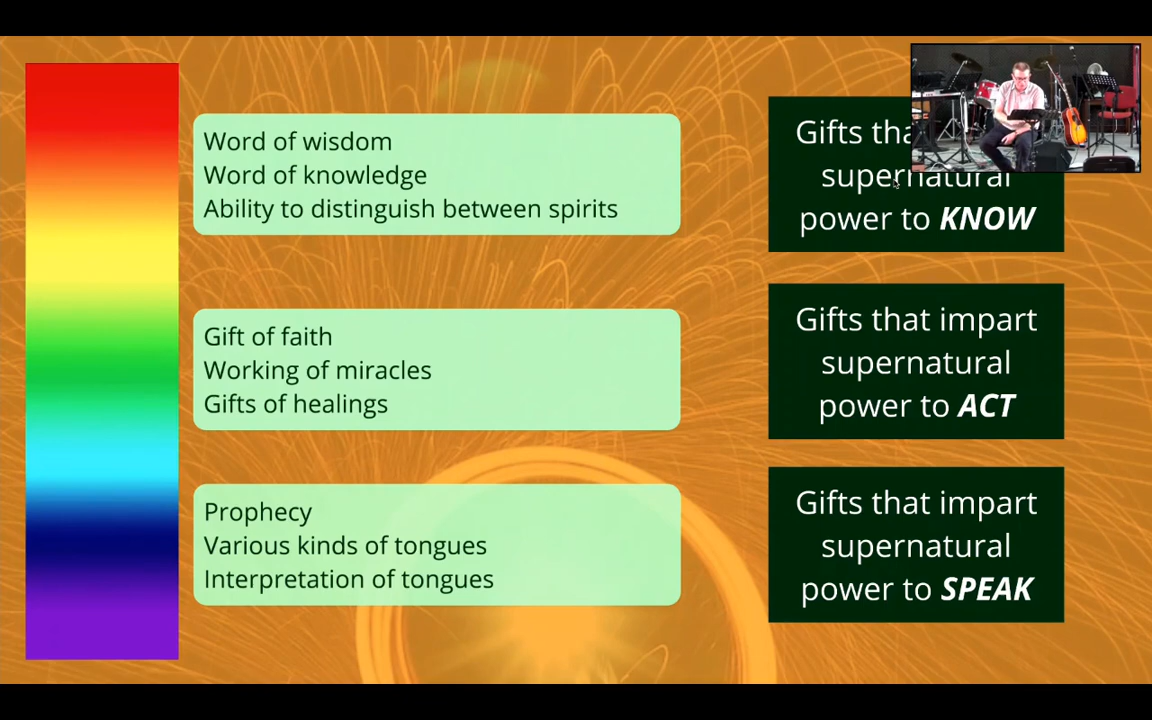 Word of wisdom
Word of knowledge
Ability to distinguish between spirits
Gifts
supernatural
power to KNOW
Gift of faith
Working of miracles
Gifts of healings
Gifts that impart
supernatural
power to ACT
Prophecy
Various kinds of tongues
Interpretation of tongues
Gifts that impart
supernatural
power to SPEAK